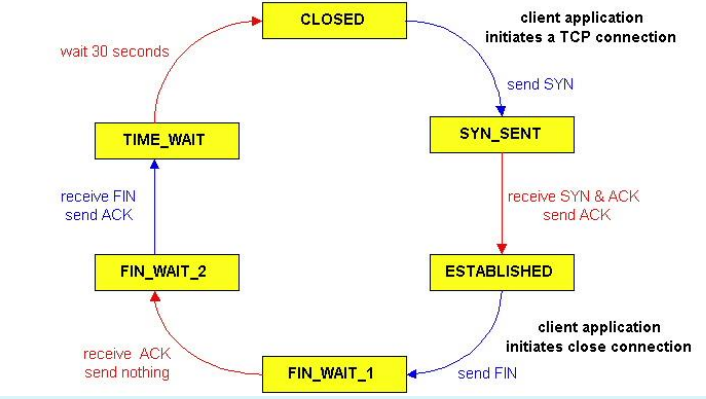 CLOSED
client application
initiates a TCP connection
wait 30 seconds
send SYN
TIME_WAIT
SYN_SENT
receive FIN
send ACK
receive SYN & ACK
send ACK
FIN_WAIT_2
ESTABLISHED
client application
initiates close connection
receive ACK
send nothing
FIN_WAIT_1
send FIN